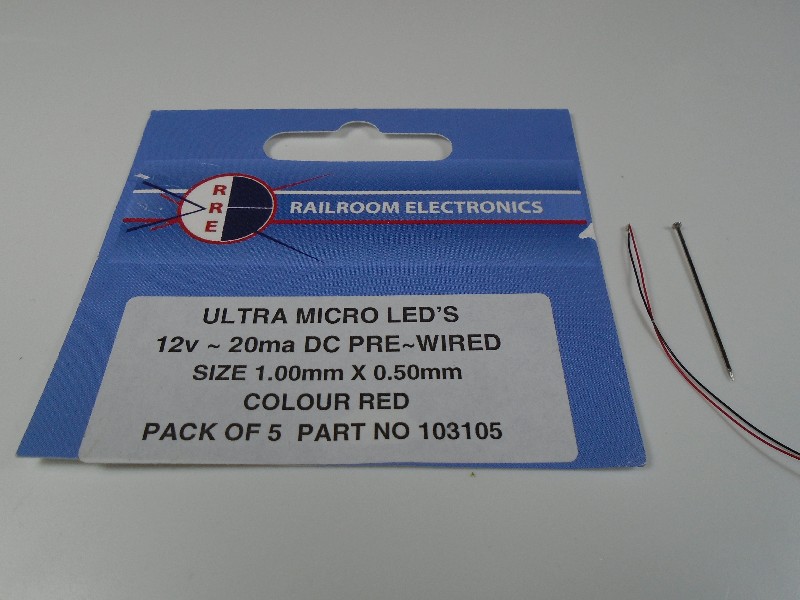 R
R
E
RAILROOM ELECTRONICS
ULTRA MICRO LED'S
12v ~ 20ma DC PRE~WIRED
SIZE 1.00mm X 0.50mm
COLOUR RED
PACK OF 5 PART NO 103105